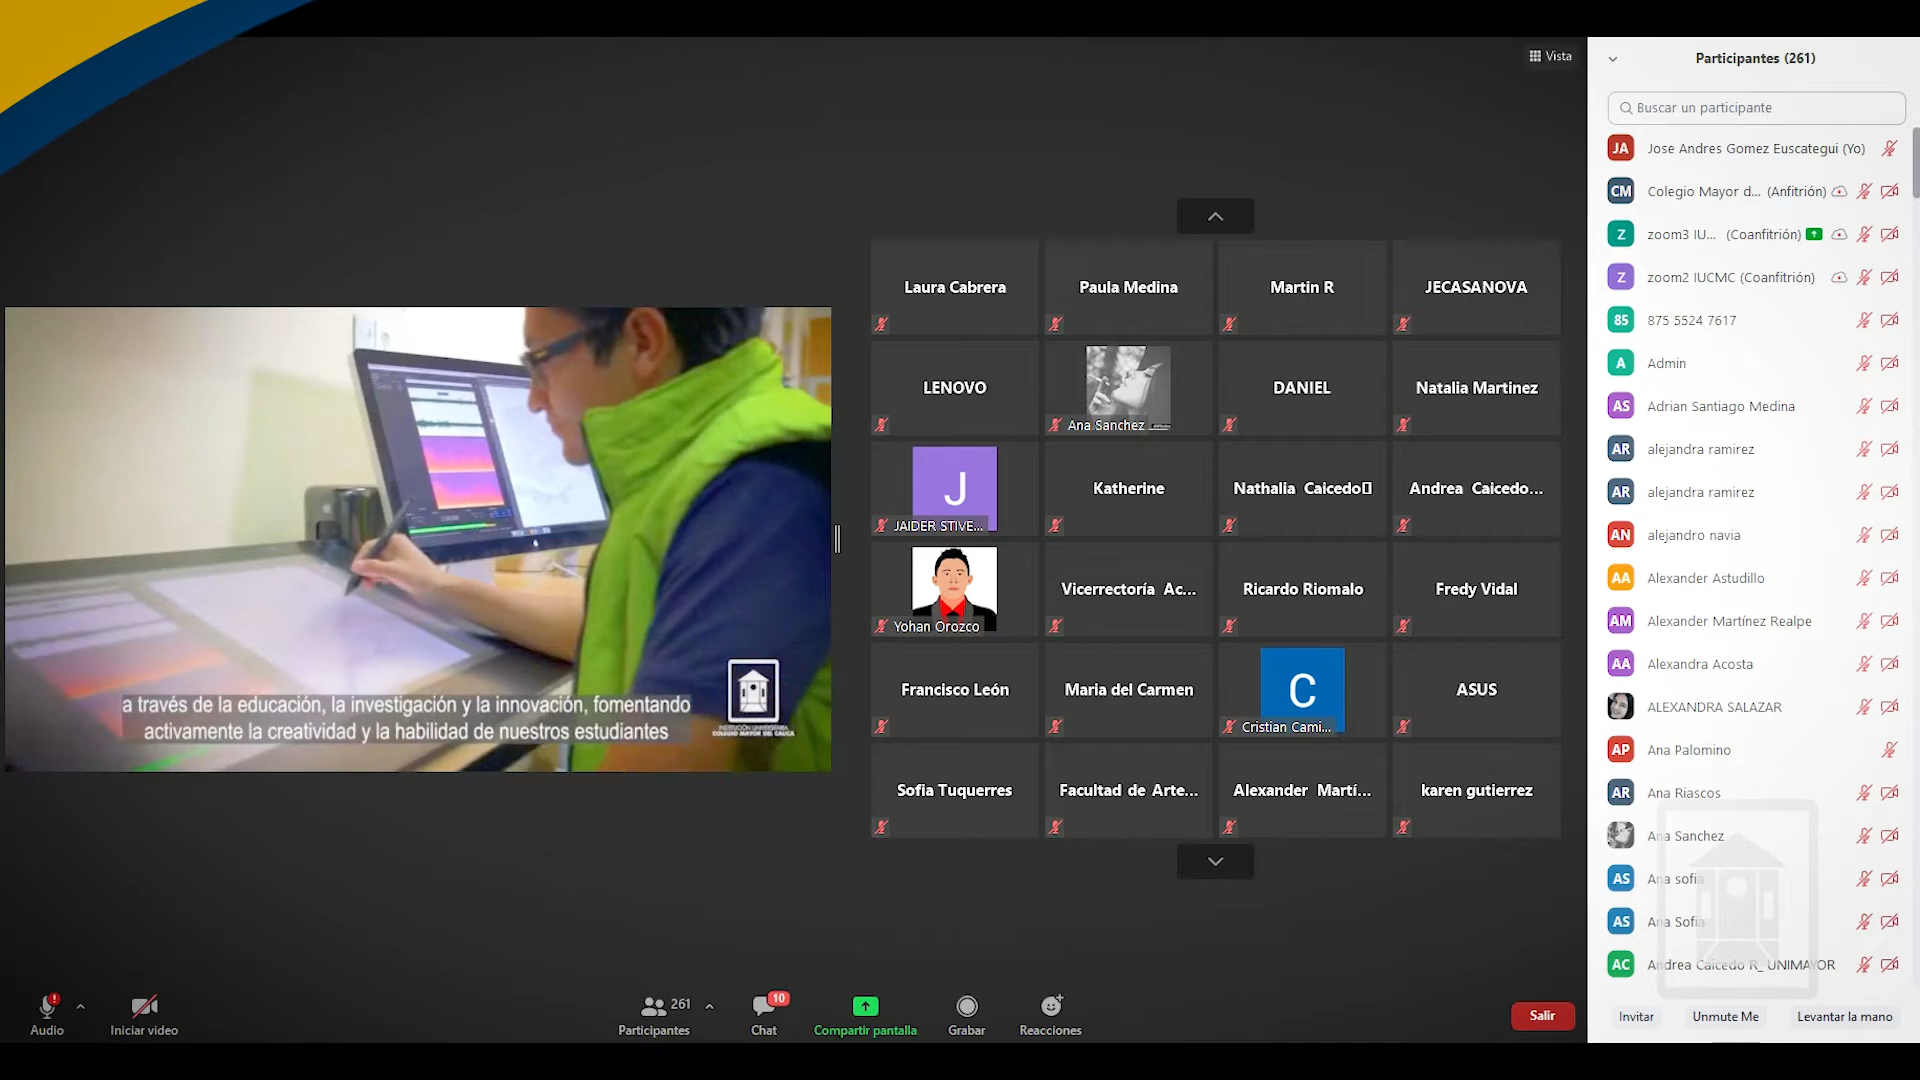 Vista
Participantes (261)
Buscar un participante
JA Jose Andres Gomez Euscategui (Yo)
CM Colegio Mayor d... (Anfitrión)
Z zoom3 IU... (Coanfitrión)
Z zoom2 IUCMC (Coanfitrión)
85 875 5524 7617
A Admin
AS Adrian Santiago Medina
AR alejandra ramirez
AR alejandra ramirez
AN alejandro navia
AA Alexander Astudillo
AM Alexander Martínez Realpe
AA Alexandra Acosta
ALEXANDRA SALAZAR
AP Ana Palomino
AR Ana Riascos
Ana Sanchez
AS Ana sofia
AS Ana Sofia
AC Andrea Caicedo R_ UNIMAYOR
Invitar Unmute Me Levantar la mano
Laura Cabrera Paula Medina Martin R JECASANOVA
LENOVO Ana Sanchez DANIEL Natalia Martinez
J
JAIDER STIVE... Katherine Nathalia Caicedo Andrea Caicedo...
Yohan Orozco Vicerrectoría Ac... Ricardo Riomalo Fredy Vidal
Francisco León Maria del Carmen C Cristian Cami... ASUS
Sofia Tuquerres Facultad de Arte... Alexander Martí... karen gutierrez
a través de la educación, la investigación y la innovación, fomentando
activamente la creatividad y la habilidad de nuestros estudiantes
INSTITUCIÓN UNIVERSITARIA
COLEGIO MAYOR DEL CAUCA
Audio Iniciar video 261 Participantes 10 Chat Compartir pantalla Grabar Reacciones Salir